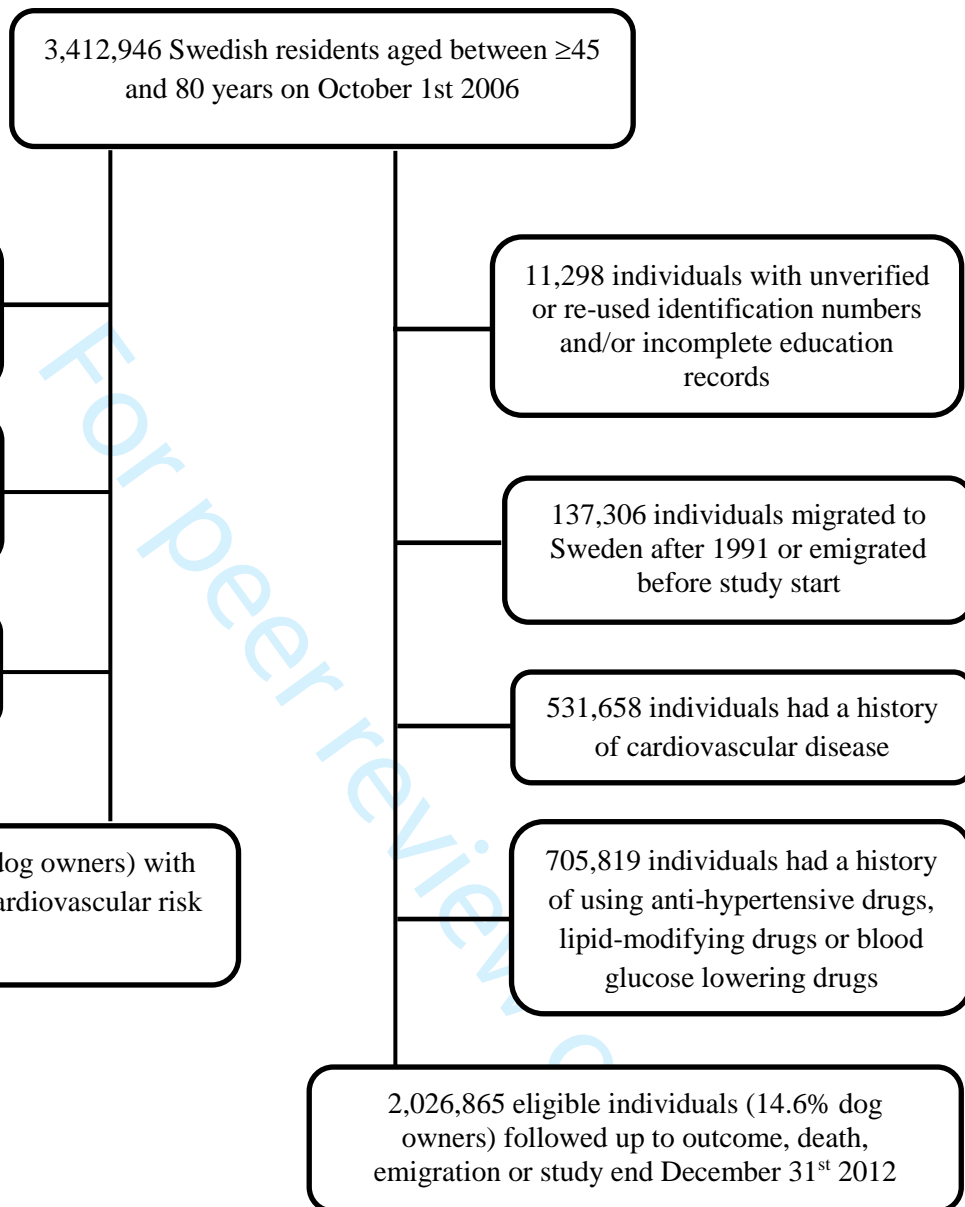 3,412,946 Swedish residents aged between ≥45
and 80 years on October 1st 2006
11,298 individuals with unverified
or re-used identification numbers
and/or incomplete education
records
137,306 individuals migrated to
Sweden after 1991 or emigrated
before study start
531,658 individuals had a history
of cardiovascular disease
dog owners) with
cardiovascular risk
705,819 individuals had a history
of using anti-hypertensive drugs,
lipid-modifying drugs or blood
glucose lowering drugs
2,026,865 eligible individuals (14.6% dog
owners) followed up to outcome, death,
emigration or study end December 31st 2012
For peer review